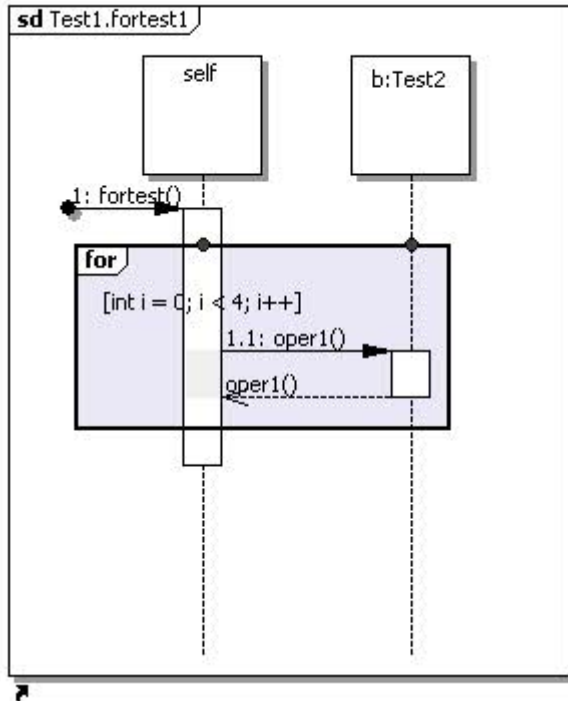 sd Test1.fortest1
self
b:Test2
1: fortest()
for
[int i = 0; i < 4; i++]
1.1: oper1()
oper1()